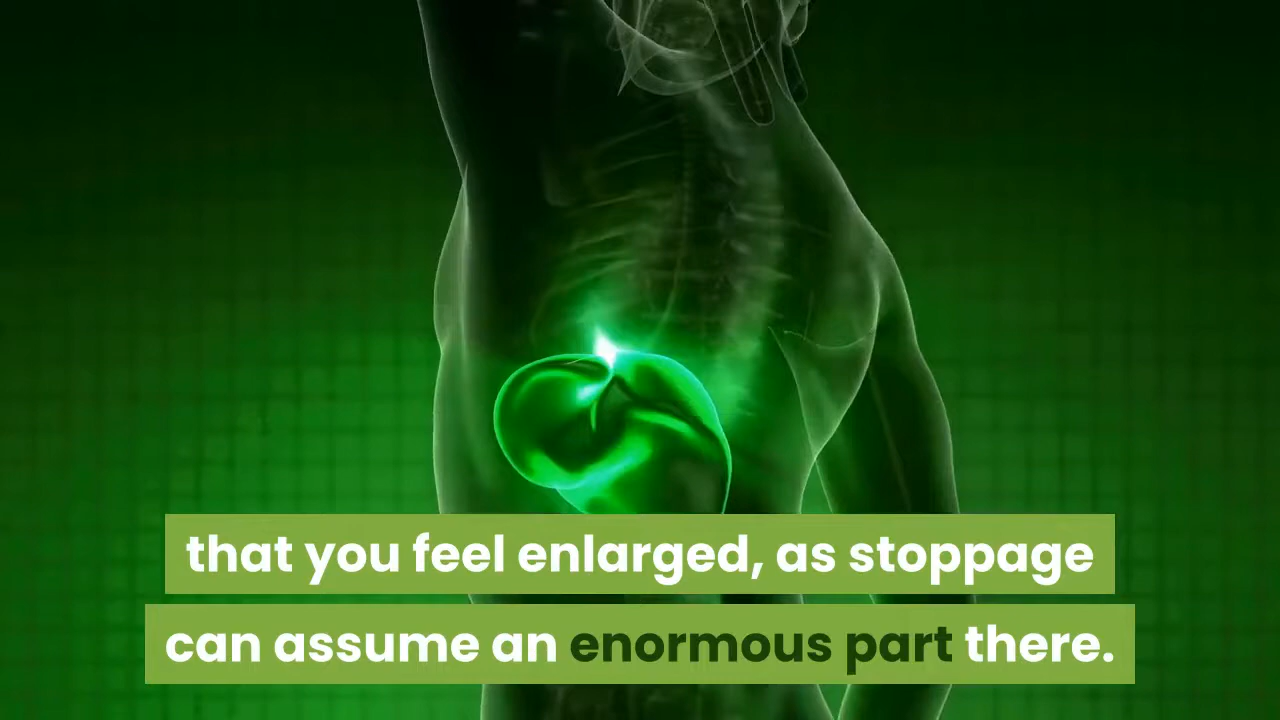 that you feel enlarged, as stoppage
can assume an enormous part there.